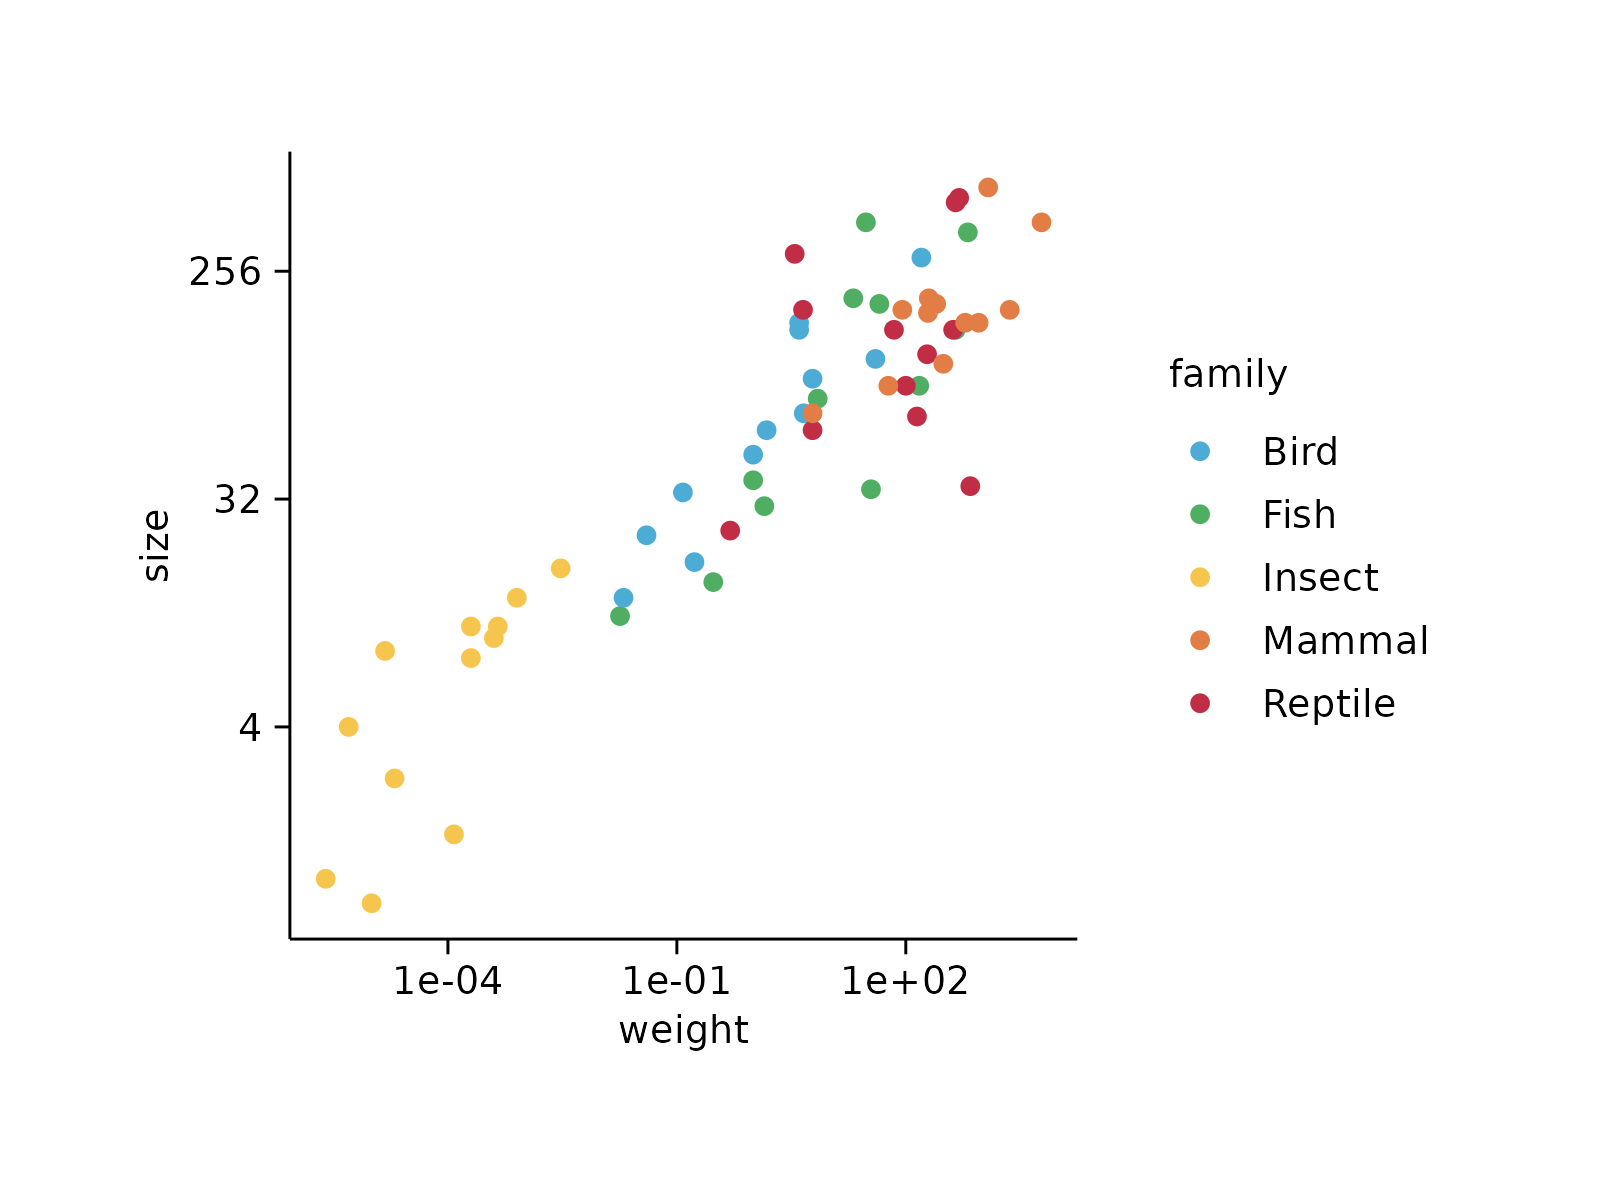 256
32
4
size
1e-04
1e-01
1e+02
weight
family
Bird
Fish
Insect
Mammal
Reptile